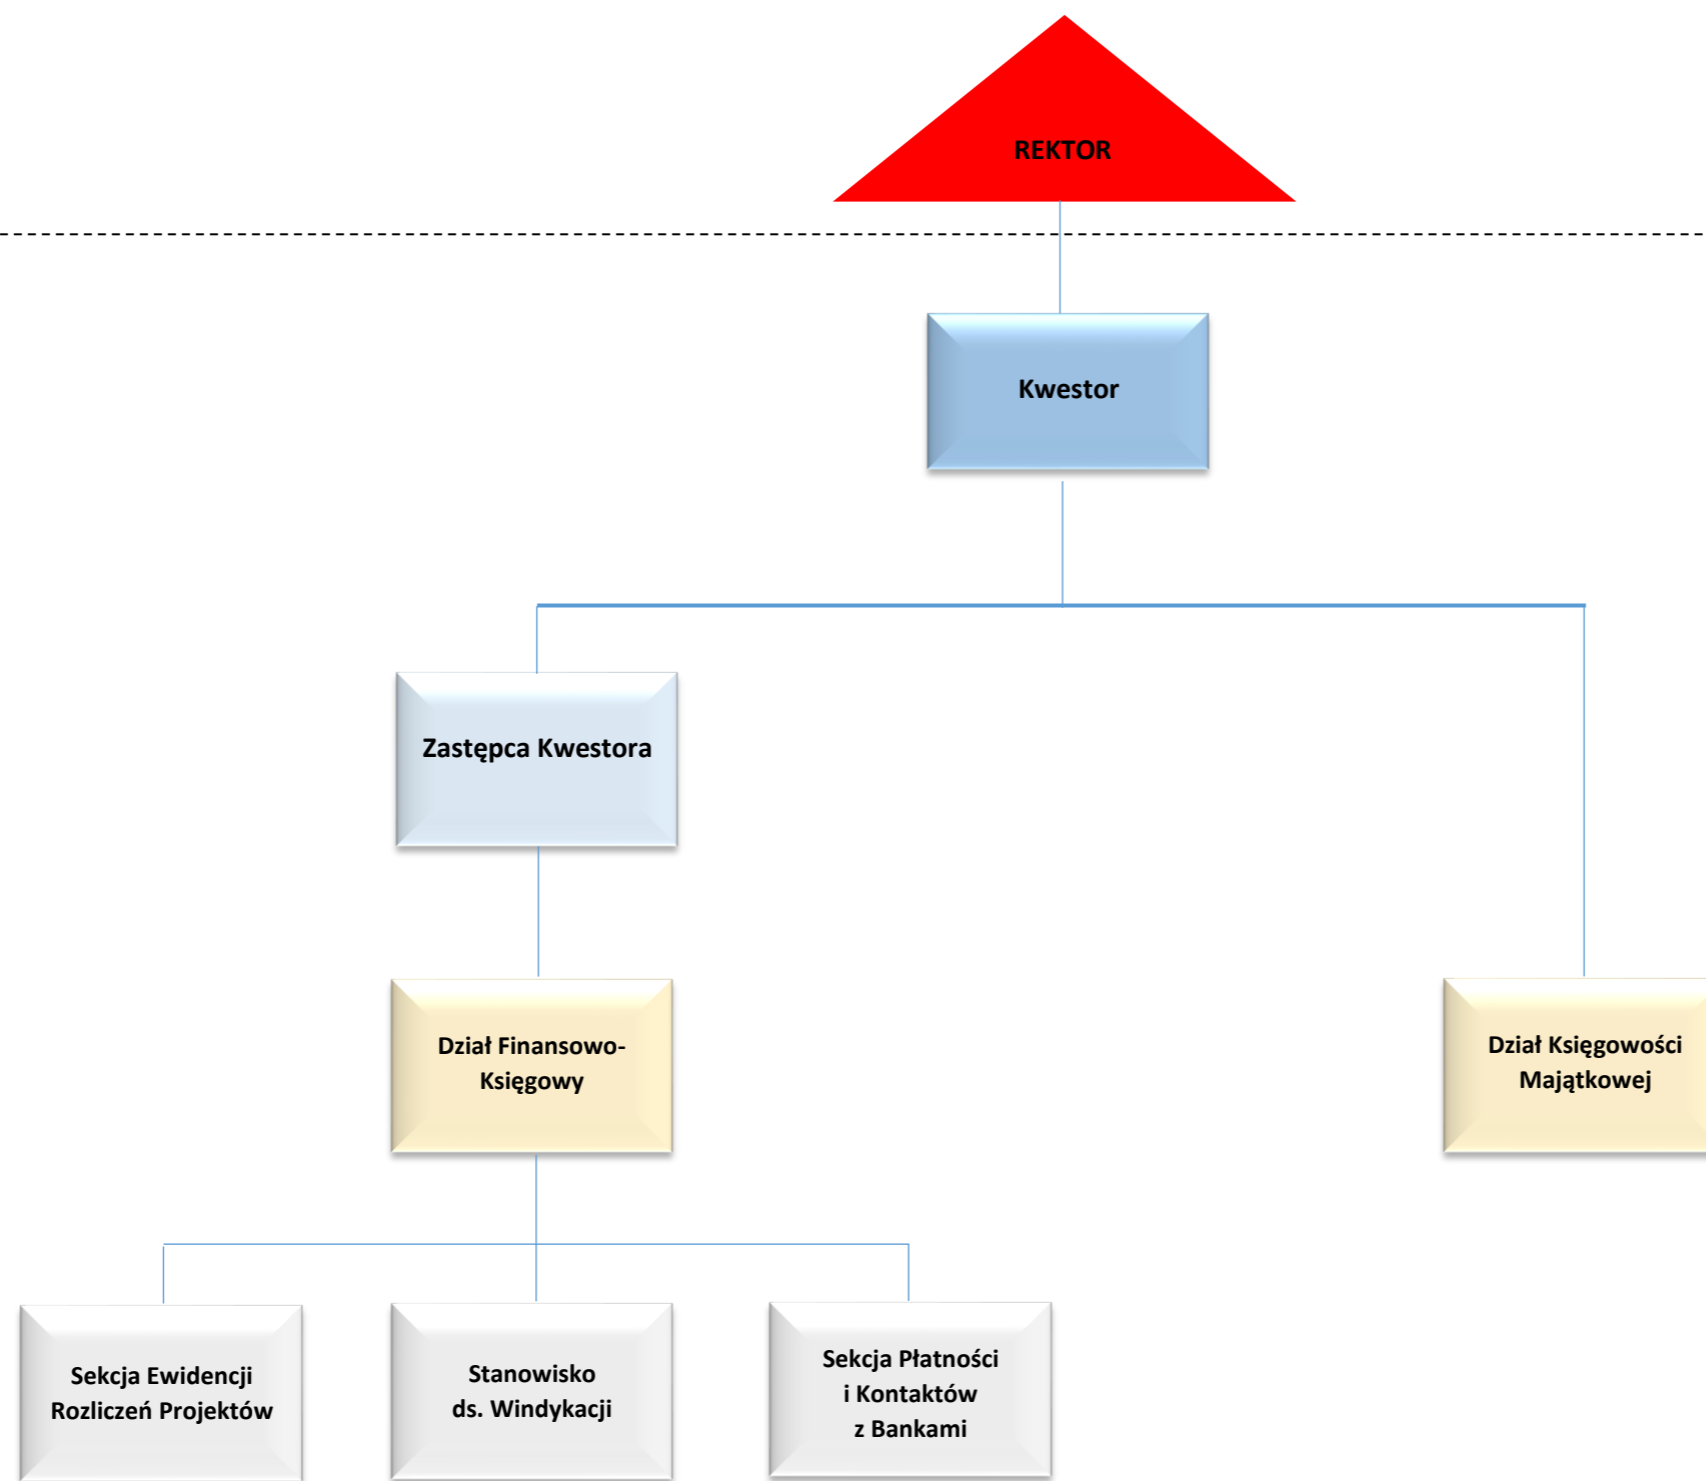 REKTOR
Kwestor
Zastępca Kwestora
Dział Finansowo-
Księgowy
Dział Księgowości
Majątkowej
Sekcja Ewidencji
Rozliczeń Projektów
Stanowisko
ds. Windykacji
Sekcja Płatności
i Kontaktów
z Bankami